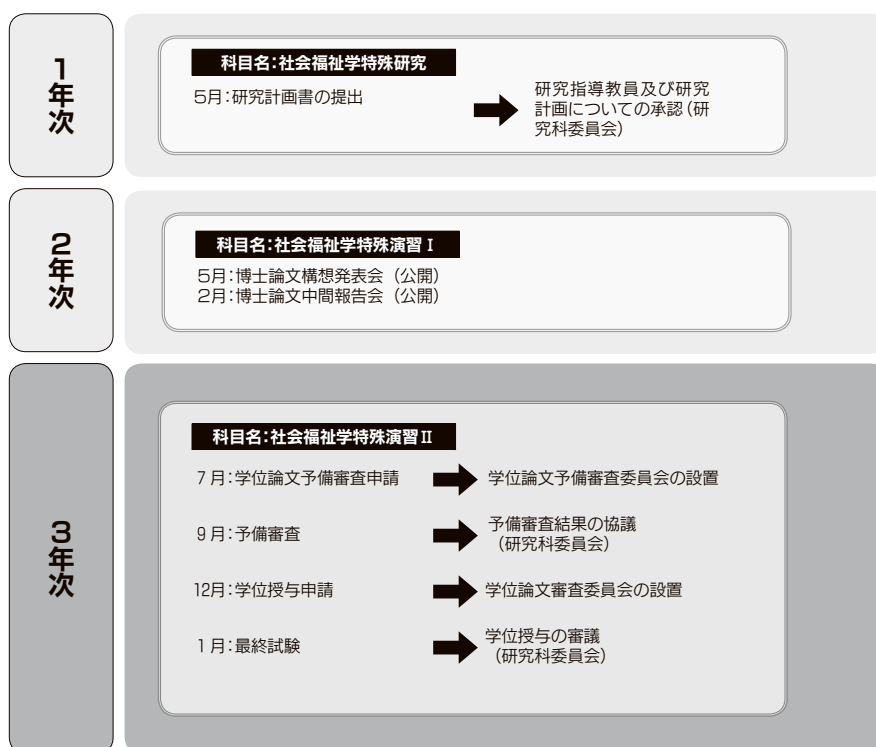 1年次
科目名:社会福祉学特殊研究
5月:研究計画書の提出
研究指導教員及び研究
計画についての承認(研
究科委員会)
2年次
科目名:社会福祉学特殊演習Ⅰ
5月:博士論文構想発表会(公開)
2月:博士論文中間報告会(公開)
3年次
科目名:社会福祉学特殊演習Ⅱ
7月:学位論文予備審査申請
学位論文予備審査委員会の設置
9月:予備審査
予備審査結果の協議
(研究科委員会)
12月:学位授与申請
学位論文審査委員会の設置
1月:最終試験
学位授与の審議
(研究科委員会)